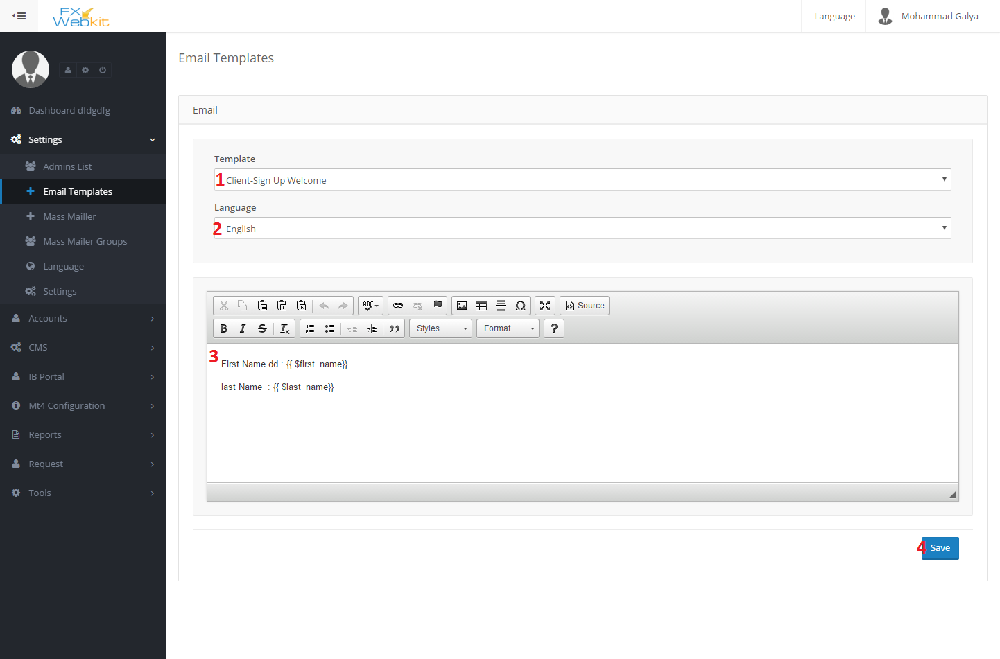 FX
Webkit
Language
Mohammad Galya
Dashboard dfdgdfg
Settings
Admins List
Email Templates
Mass Mailler
Mass Mailer Groups
Language
Settings
Accounts
CMS
IB Portal
Mt4 Configuration
Reports
Request
Tools
Email Templates
Email
Template
1 Client-Sign Up Welcome
Language
2 English
ABC
Ω
Source
B I S Tx
Styles
Format
?
3
First Name dd : {{ $first_name}}
last Name  : {{ $last_name}}
4 Save